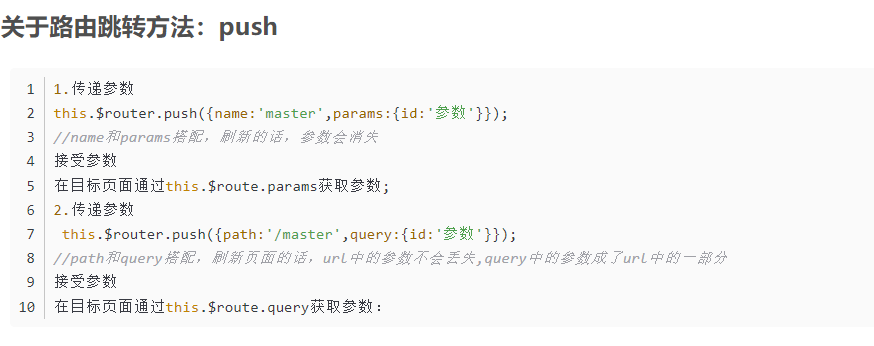 关于路由跳转方法：push
1 1.传递参数
2 this.$router.push({name:'master',params:{id:'参数'}});
3 //name和params搭配，刷新的话，参数会消失
4 接受参数
5 在目标页面通过this.$route.params获取参数;
6 2.传递参数
7 this.$router.push({path:'/master',query:{id:'参数'}});
8 //path和query搭配，刷新页面的话，url中的参数不会丢失,query中的参数成了url中的一部分
9 接受参数
10 在目标页面通过this.$route.query获取参数：